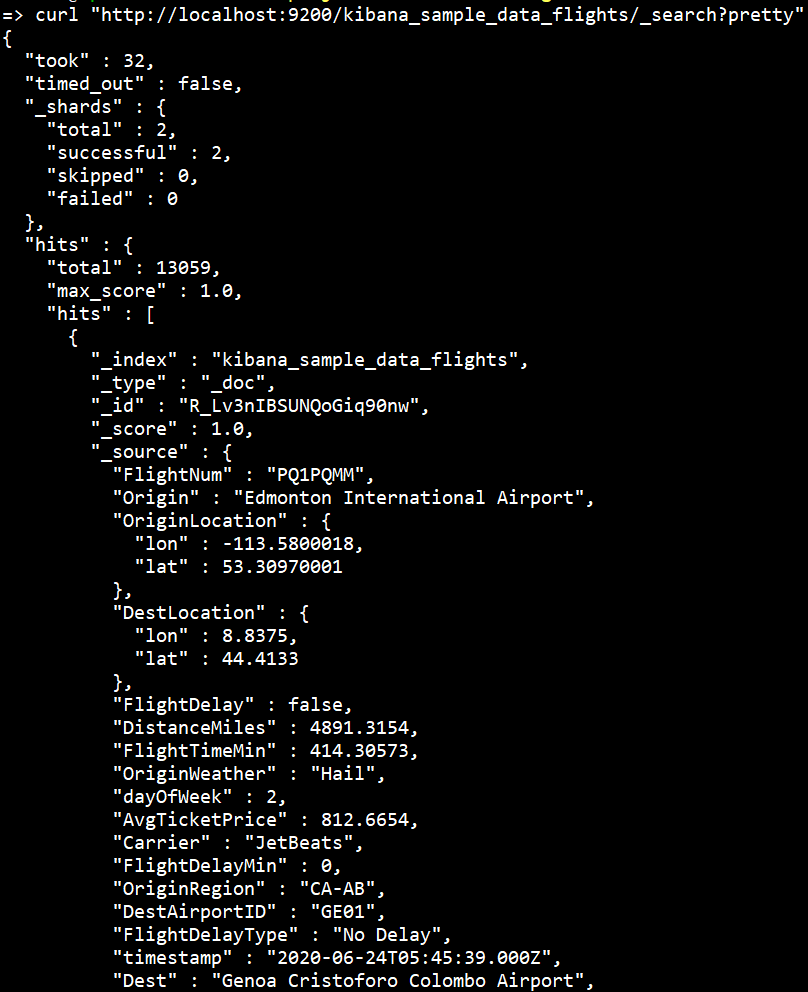 => curl "http://localhost:9200/kibana_sample_data_flights/_search?pretty"
{
  "took" : 32,
  "timed_out" : false,
  "_shards" : {
    "total" : 2,
    "successful" : 2,
    "skipped" : 0,
    "failed" : 0
  },
  "hits" : {
    "total" : 13059,
    "max_score" : 1.0,
    "hits" : [
      {
        "_index" : "kibana_sample_data_flights",
        "_type" : "_doc",
        "_id" : "R_Lv3nIBSUNQoGiq90nw",
        "_score" : 1.0,
        "_source" : {
          "FlightNum" : "PQ1PQMM",
          "Origin" : "Edmonton International Airport",
          "OriginLocation" : {
            "lon" : -113.5800018,
            "lat" : 53.30970001
          },
          "DestLocation" : {
            "lon" : 8.8375,
            "lat" : 44.4133
          },
          "FlightDelay" : false,
          "DistanceMiles" : 4891.3154,
          "FlightTimeMin" : 414.30573,
          "OriginWeather" : "Hail",
          "dayOfWeek" : 2,
          "AvgTicketPrice" : 812.6654,
          "Carrier" : "JetBeats",
          "FlightDelayMin" : 0,
          "OriginRegion" : "CA-AB",
          "DestAirportID" : "GE01",
          "FlightDelayType" : "No Delay",
          "timestamp" : "2020-06-24T05:45:39.000Z",
          "Dest" : "Genoa Cristoforo Colombo Airport",